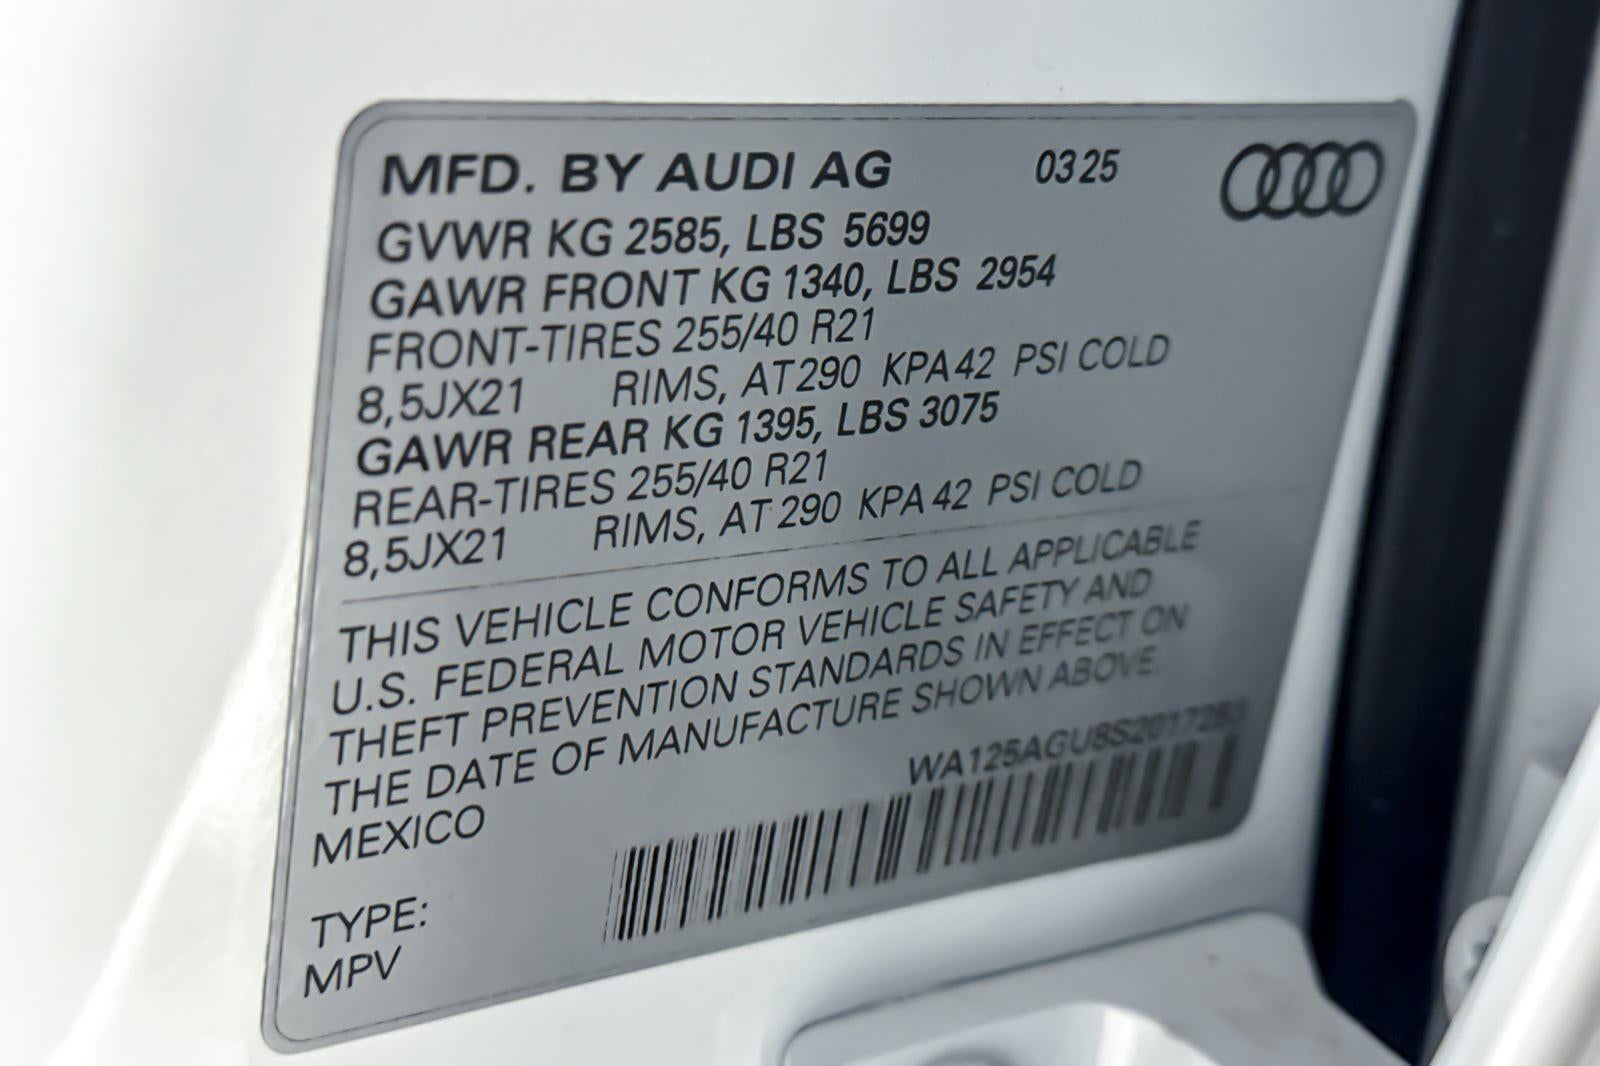 MFD. BY AUDI AG 0325
GVWR KG 2585, LBS 5699
GAWR FRONT KG 1340, LBS 2954
FRONT-TIRES 255/40 R21
8,5JX21 RIMS, AT 290 KPA 42 PSI COLD
GAWR REAR KG 1395, LBS 3075
REAR-TIRES 255/40 R21
8,5JX21 RIMS, AT 290 KPA 42 PSI COLD
THIS VEHICLE CONFORMS TO ALL APPLICABLE
U.S. FEDERAL MOTOR VEHICLE SAFETY AND
THEFT PREVENTION STANDARDS IN EFFECT ON
THE DATE OF MANUFACTURE SHOWN ABOVE.
MEXICO
TYPE:
MPV